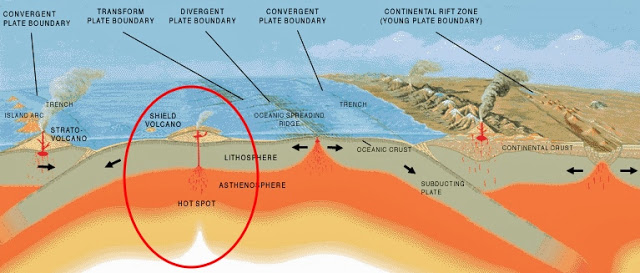 CONVERGENT
PLATE BOUNDARY
TRANSFORM
PLATE BOUNDARY
DIVERGENT
PLATE BOUNDARY
CONVERGENT
PLATE BOUNDARY
CONTINENTAL RIFT ZONE
(YOUNG PLATE BOUNDARY)
TRENCH
ISLAND ARC
STRATO-
VOLCANO
SHIELD
VOLCANO
OCEANIC SPREADING
RIDGE
TRENCH
OCEANIC CRUST
CONTINENTAL CRUST
LITHOSPHERE
ASTHENOSPHERE
SUBDUCTING
PLATE
HOT SPOT